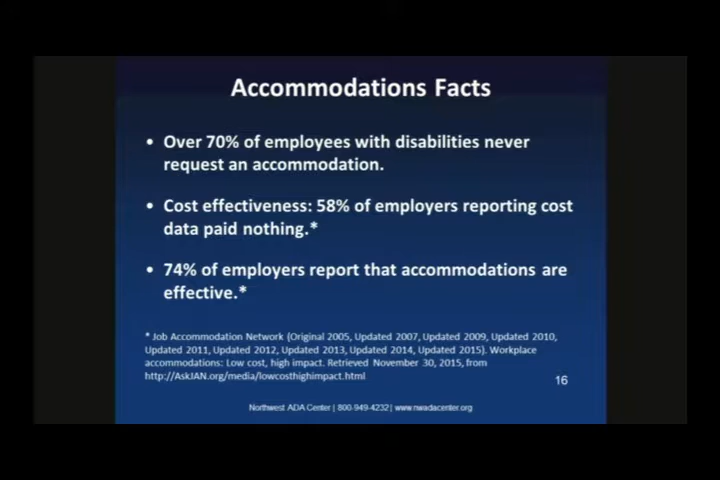 Accommodations Facts
• Over 70% of employees with disabilities never
request an accommodation.
• Cost effectiveness: 58% of employers reporting cost
data paid nothing.*
• 74% of employers report that accommodations are
effective.*
* Job Accommodation Network (Original 2005, Updated 2007, Updated 2009, Updated 2010,
Updated 2011, Updated 2012, Updated 2013, Updated 2014, Updated 2015). Workplace
accommodations: Low cost, high impact. Retrieved November 30, 2015, from
http://AskJAN.org/media/lowcosthighimpact.html
16
Northwest ADA Center | 800-949-4232 | www.nwadacenter.org